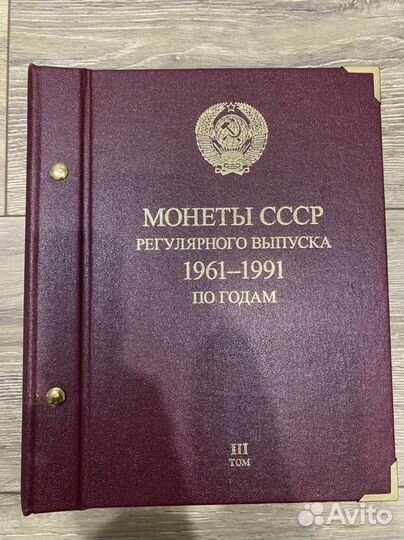 МОНЕТЫ СССР
РЕГУЛЯРНОГО ВЫПУСКА
1961–1991
ПО ГОДАМ
III
ТОМ
Avito